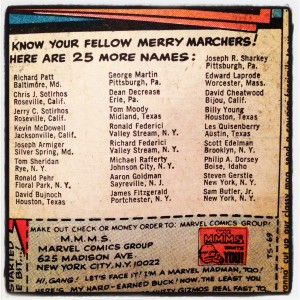 KNOW YOUR FELLOW MERRY MARCHERS!
HERE ARE 25 MORE NAMES:
Richard Patt
Baltimore, Md.
Chris J. Sotirhos
Roseville, Calif.
Jerry C. Sotirhos
Roseville, Calif.
Kevin McDowell
Jacksonville, Calif.
Joseph Armiger
Silver Spring, Md.
Tom Sheridan
Rye, N.Y.
Ronald Pehr
Floral Park, N.Y.
David Bujnoch
Houston, Texas
George Martin
Pittsburgh, Pa.
Dean Decrease
Erie, Pa.
Tom Moody
Midland, Texas
Ronald Federici
Valley Stream, N. Y.
Richard Federici
Valley Stream, N. Y.
Michael Rafferty
Johnson City, N. Y.
Aaron Goldman
Sayreville, N. J.
James Fitzgerald
Portchester, N. Y.
Joseph R. Sharkey
Pittsburgh, Pa.
Edward Laprode
Worcester, Mass.
David Cheatwood
Bijou, Calif.
Billy Young
Houston, Texas
Les Quisenberry
Austin, Texas
Scott Edelman
Brooklyn, N. Y.
Philip A. Dorsey
Boise, Idaho
Steven Gerstle
New York, N. Y.
Sam Butler, Jr.
New York, N. Y.
MAKE OUT CHECK OR MONEY ORDER TO: MARVEL COMICS GROUP!
M.M.M.S.
MARVEL COMICS GROUP
625 MADISON AVE.
NEW YORK CITY, N.Y. 10022
MMMS
YOU!
TS-69
HI, GANG! LET'S FACE IT! I'M A MARVEL MADMAN, TOO!
HERE'S MY HARD-EARNED BUCK! NOW, THE LEAST YOU